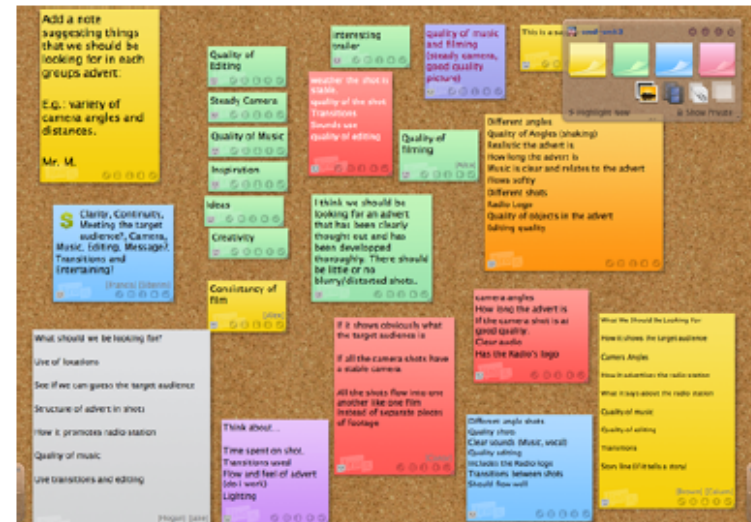 Add a note
suggesting things
that we should be
looking for in each
groups advert:
E.g.: variety of
camera angles and
distances.
Mr. M.
Quality of
Editing
Steady Camera
Quality of Music
Inspiration
Ideas
Creativity
Consistancy of
film
[Alex]
interesting
trailer
weather the shot is
stable.
quality of the shot
Transitions
Sounds use
quality of editing
quality of music
and filming
(steady camera,
good quality
picture)
This is a
Highlight New
Show Private
Quality of
filming
[Alice]
Different angles
Quality of Angles (shaking)
Realistic the advert is
How long the advert is
Music is clear and relates to the advert
Flows softly
Different shots
Radio Logo
Quality of objects in the advert
Editing quality
S Clarity, Continuity,
Meeting the target
audience?, Camera,
Music, Editing, Message?,
Transitions and
Entertaining!
[Francis]
I think we should be
looking for an advert
that has been clearly
thought out and has
been developped
thoroughly. There should
be little or no
blurry/distorted shots.
What should we be looking for?
Use of locations
See if we can guess the target audience
Structure of advert in shots
How it promotes radio station
Quality of music
Use transitions and editing
[Jake]
Think about...
Time spent on shot.
Transitions used
Flow and feel of advert
(do I work)
Lighting
If it shows obviously what
the target audience is
If all the camera shots have
a stable camera
All the shots flow into one
another like one film
instead of separate pieces
of footage
camera angles
How long the advert is
If the camera shot is as
good quality.
Clear audio
Has the Radio's logo
Different angle shots
Quality shots
Clear sounds (Music, vocal)
Quality editing
Includes the Radio logo
Transitions between shots
Should flow well
What We Should Be Looking For
How it shows the target audience
Camera Angles
How it advertises the radio station
What it says about the radio station
Quality of music
Quality of editing
Transitions
Story line (if it tells a story)